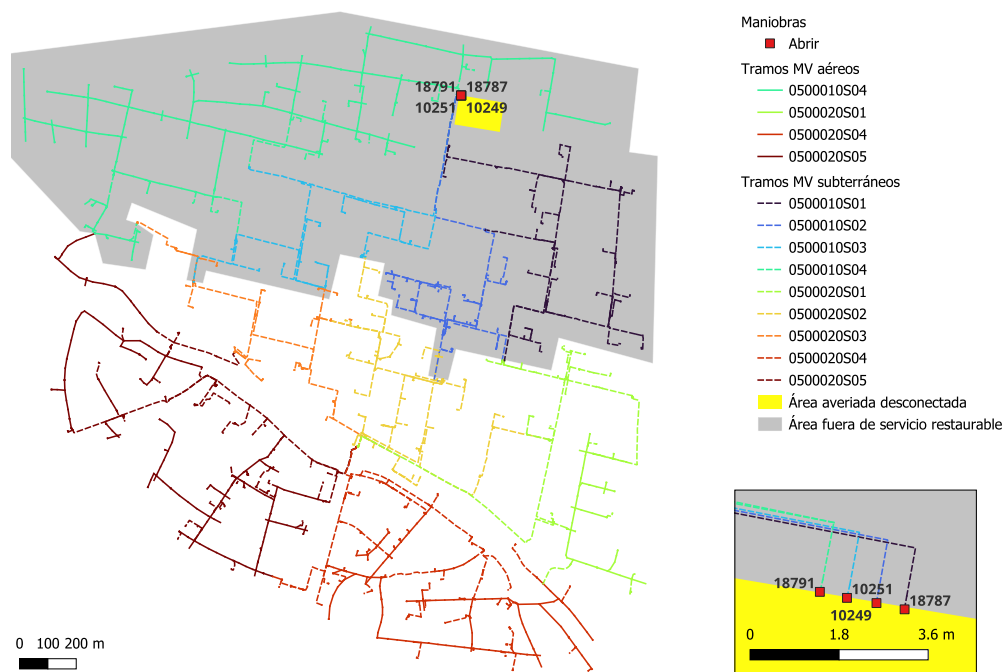 18791 18787
10251 10249
0 100 200 m
Maniobras
Abrir
Tramos MV aéreos
0500010S04
0500020S01
0500020S04
0500020S05
Tramos MV subterráneos
0500010S01
0500010S02
0500010S03
0500010S04
0500020S01
0500020S02
0500020S03
0500020S04
0500020S05
Área averiada desconectada
Área fuera de servicio restaurable
18791 10251
10249 18787
0 1.8 3.6 m